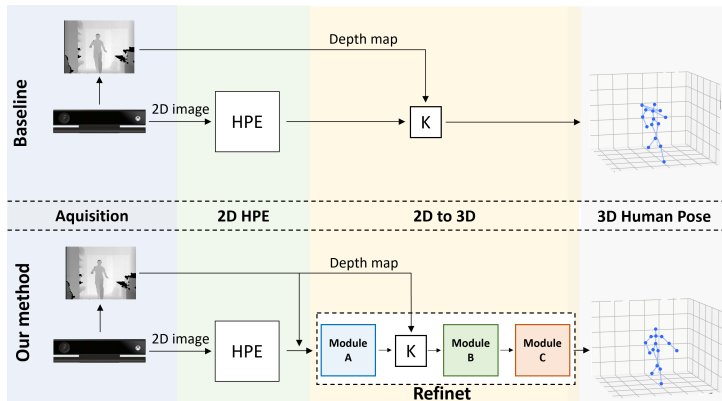 Baseline
Depth map
2D image
HPE
K
Aquisition
2D HPE
2D to 3D
3D Human Pose
Our method
Depth map
2D image
HPE
Module
A
K
Module
B
Module
C
Refinet